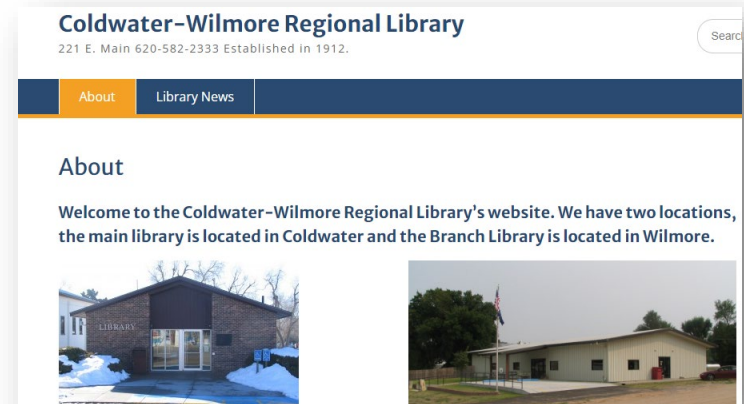 Coldwater-Wilmore Regional Library
221 E. Main 620-582-2333 Established in 1912.
Searc
About
Library News
About
Welcome to the Coldwater-Wilmore Regional Library's website. We have two locations,
the main library is located in Coldwater and the Branch Library is located in Wilmore.
LIBRARY